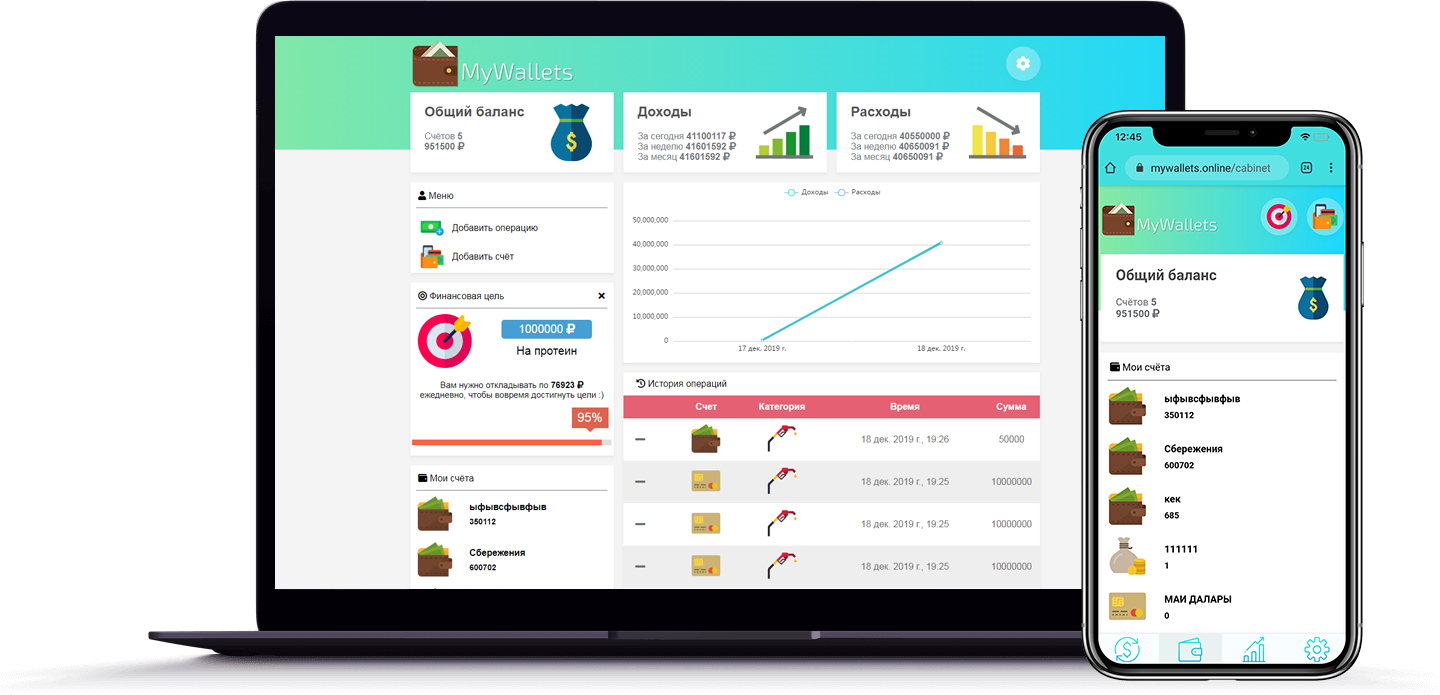 MyWallets
Общий баланс
Счётов 5
951500 ₽
Доходы
За сегодня 41100117 ₽
За неделю 41601592 ₽
За месяц 41601592 ₽
Расходы
За сегодня 40550000 ₽
За неделю 40650091 ₽
За месяц 40650091 ₽
Меню
Добавить операцию
Добавить счёт
Финансовая цель
1000000 ₽
На протеин
Вам нужно откладывать по 76923 ₽
ежедневно, чтобы вовремя достигнуть цели :)
95%
Мои счёта
ыфывсфывфыв
350112
Сбережения
600702
Доходы Расходы
50,000,000
40,000,000
30,000,000
20,000,000
10,000,000
0
17 дек. 2019 г. 18 дек. 2019 г.
История операций
Счет Категория Время Сумма
18 дек. 2019 г., 19:26 50000
18 дек. 2019 г., 19:25 10000000
18 дек. 2019 г., 19:25 10000000
18 дек. 2019 г., 19:25 10000000
12:45
mywallets.online/cabinet 24
MyWallets
Общий баланс
Счётов 5
951500 ₽
Мои счёта
ыфывсфывфыв
350112
Сбережения
600702
кек
685
111111
1
МАИ ДАЛАРЫ
0